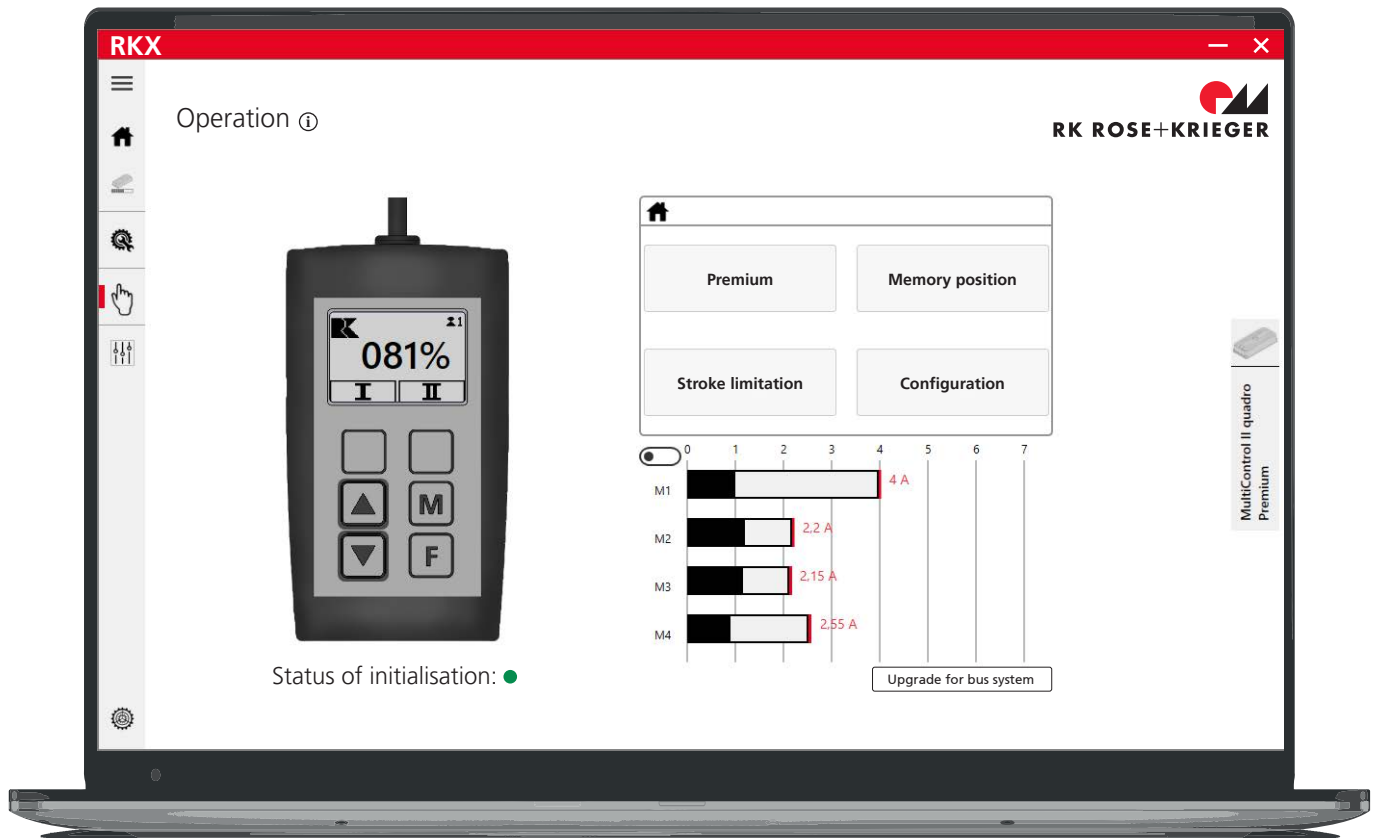 RKX
Operation
RK ROSE+KRIEGER
RK
1
081%
I II
M
F
Status of initialisation:
Premium
Memory position
Stroke limitation
Configuration
0 1 2 3 4 5 6 7
M1 4 A
M2 2,2 A
M3 2,15 A
M4 2,55 A
Upgrade for bus system
MultiControl II quadro
Premium